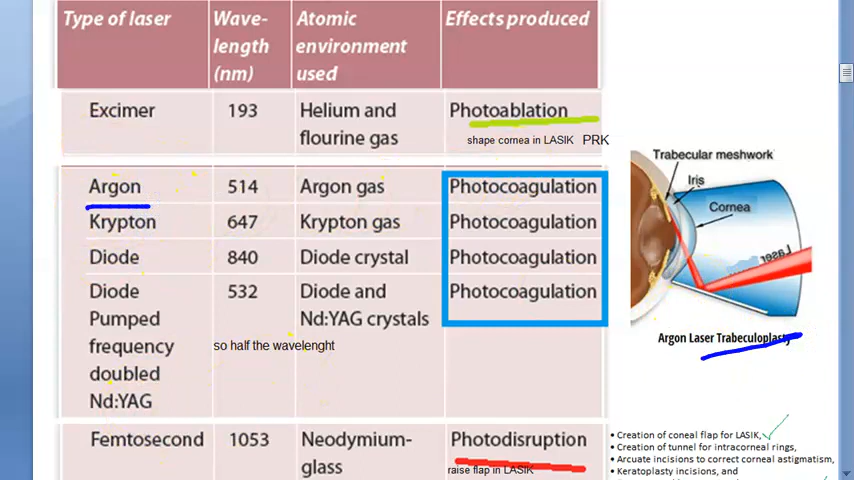 Type of laser Wave- Atomic Effects produced
length environment
(nm) used
Excimer 193 Helium and Photoablation
flourine gas
shape cornea in LASIK PRK
Argon 514 Argon gas Photocoagulation
Krypton 647 Krypton gas Photocoagulation
Diode 840 Diode crystal Photocoagulation
Diode 532 Diode and Photocoagulation
Pumped Nd:YAG crystals
frequency so half the wavelenght
doubled
Nd:YAG
Femtosecond 1053 Neodymium- Photodisruption
glass raise flap in LASIK
Trabecular meshwork
Iris
Cornea
Laser
Argon Laser Trabeculoplasty
• Creation of coneal flap for LASIK,
• Creation of tunnel for intracorneal rings,
• Arcuate incisions to correct corneal astigmatism,
• Keratoplasty incisions, and